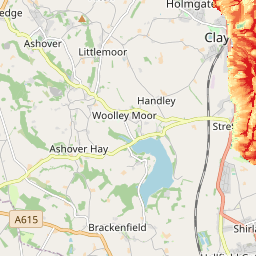 edge
Holmgate
Ashover
Clay
Littlemoor
Handley
Woolley Moor
Stre
Ashover Hay
A615
Brackenfield
Shirla